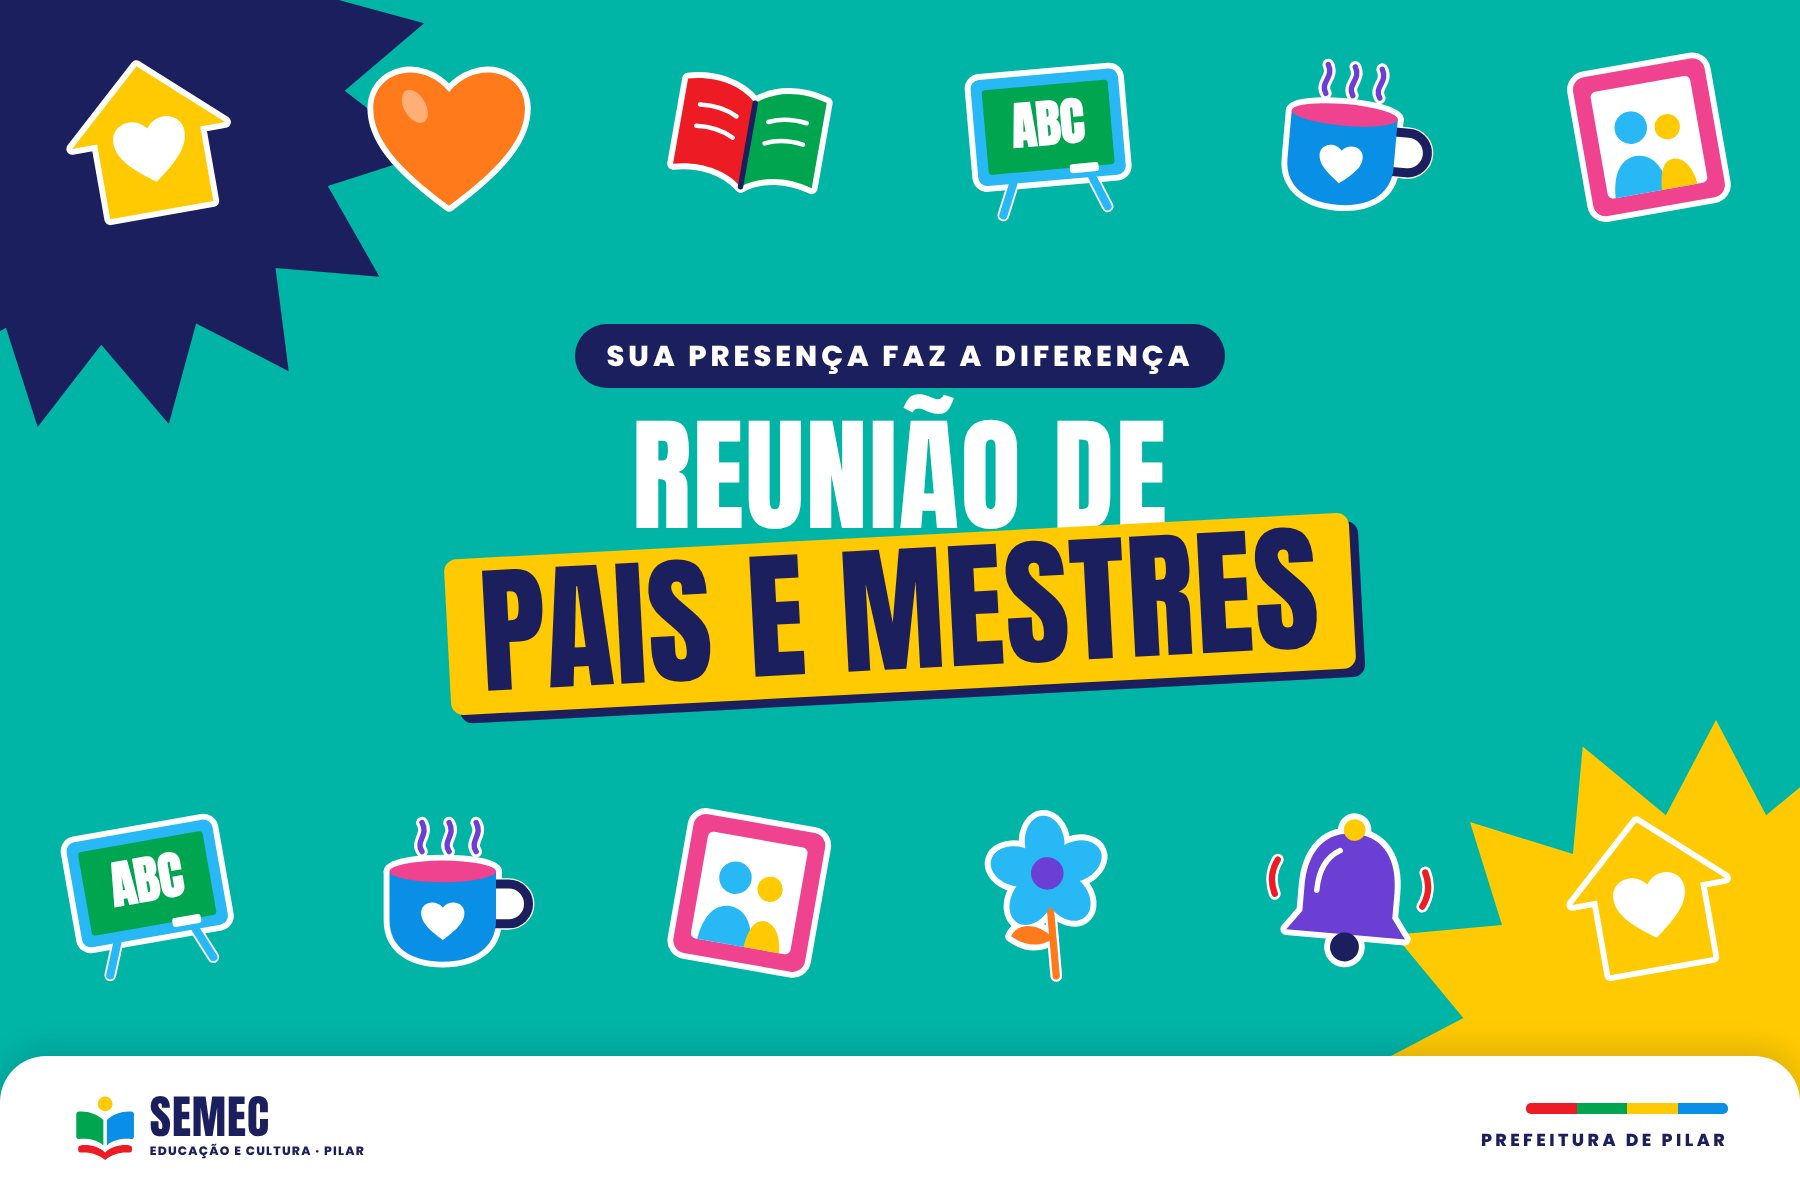 ABC
SUA PRESENÇA FAZ A DIFERENÇA
REUNIÃO DE
PAIS E MESTRES
ABC
SEMEC
EDUCAÇÃO E CULTURA · PILAR
PREFEITURA DE PILAR